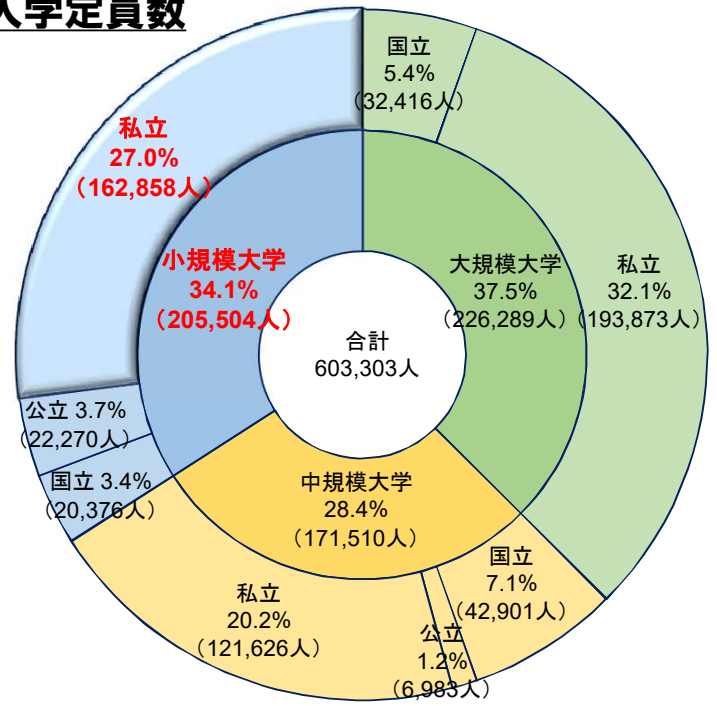 入学定員数
国立
5.4%
（32,416人）
私立
32.1%
（193,873人）
大規模大学
37.5%
（226,289人）
私立
27.0%
（162,858人）
小規模大学
34.1%
（205,504人）
合計
603,303人
公立 3.7%
（22,270人）
国立 3.4%
（20,376人）
中規模大学
28.4%
（171,510人）
国立
7.1%
（42,901人）
公立
1.2%
（6,983人）
私立
20.2%
（121,626人）